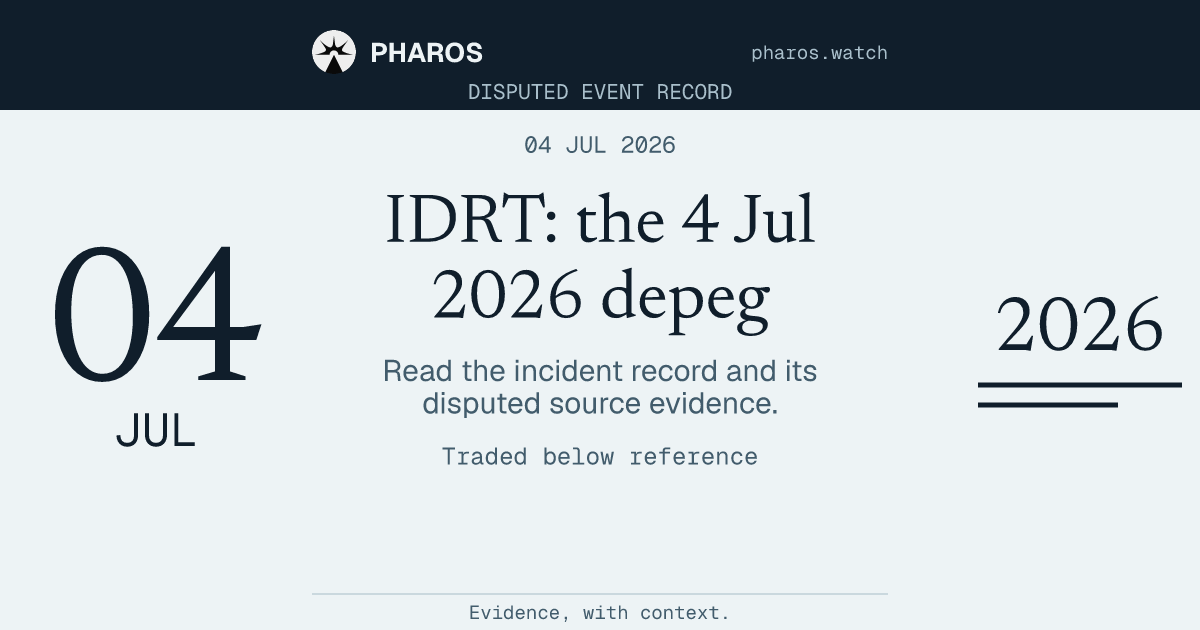 PHAROS
pharos.watch
DISPUTED EVENT RECORD
04 JUL 2026
IDRT: the 4 Jul
2026 depeg
Read the incident record and its
disputed source evidence.
Traded below reference
04
JUL
2026
Evidence, with context.